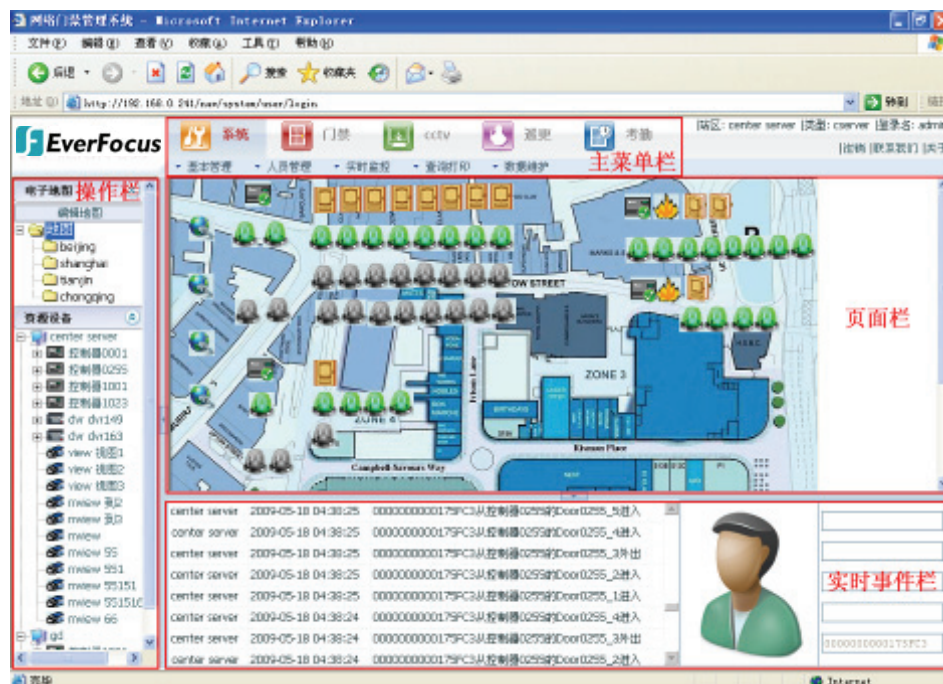 网络门禁管理系统 - Microsoft Internet Explorer
文件(F) 编辑(E) 查看(V) 收藏(A) 工具(T) 帮助(H)
后退 搜索 收藏夹
地址(D) http://192.168.0.241/nav/system/user/login 转到
EverFocus
系统 门禁 cctv 巡更 考勤
站区: center server |类型: cserver |登录名: admi
|注销 |联系我们 |关于
基本管理 人员管理 实时监控 查询打印 数据维护
主菜单栏
电子地图
操作栏
编辑地图
地图
beijing
shanghai
tianjin
chongqing
资源设备
center server
控制器0001
控制器0255
控制器1001
控制器1023
dvr dvr149
dvr dvr163
view 视图1
view 视图2
view 视图3
mview 到2
mview 到3
mview
mview 55
mview 551
mview 55151
mview 551510
mview 66
gd
OW STREET
ZONE 3
ZONE 4
BIRTHDAYS
Campbell Savours Way
页面栏
center server 2009-05-18 04:38:25 0000000000175FC3从控制器0255的Door0255_5进入
center server 2009-05-18 04:38:25 0000000000175FC3从控制器0255的Door0255_4进入
center server 2009-05-18 04:38:25 0000000000175FC3从控制器0255的Door0255_3外出
center server 2009-05-18 04:38:25 0000000000175FC3从控制器0255的Door0255_2进入
center server 2009-05-18 04:38:25 0000000000175FC3从控制器0255的Door0255_1进入
center server 2009-05-18 04:38:24 0000000000175FC3从控制器0255的Door0255_4进入
center server 2009-05-18 04:38:24 0000000000175FC3从控制器0255的Door0255_3外出
center server 2009-05-18 04:38:24 0000000000175FC3从控制器0255的Door0255_2进入
实时事件栏
0000000000175FC3
完毕 Internet